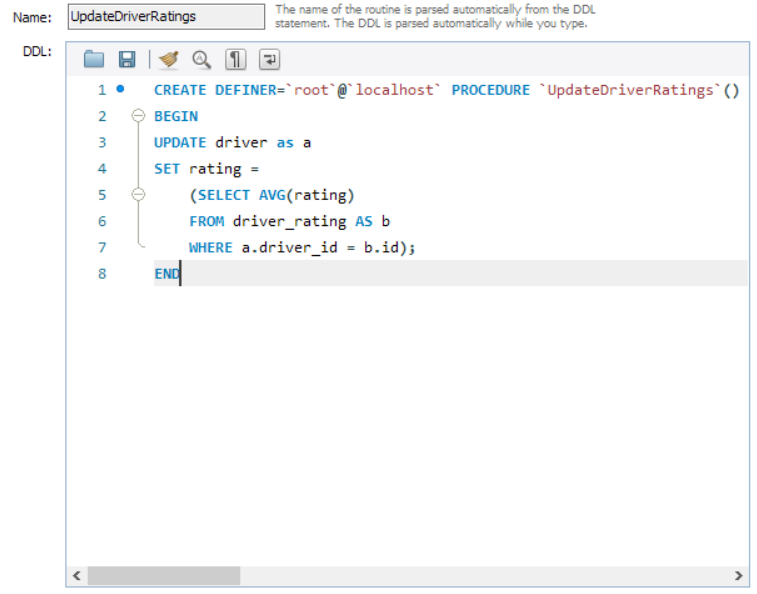 Name: UpdateDriverRatings The name of the routine is parsed automatically from the DDL
statement. The DDL is parsed automatically while you type.
DDL:
1 CREATE DEFINER=`root`@`localhost` PROCEDURE `UpdateDriverRatings`()
2 BEGIN
3 UPDATE driver as a
4 SET rating =
5 (SELECT AVG(rating)
6 FROM driver_rating AS b
7 WHERE a.driver_id = b.id);
8 END